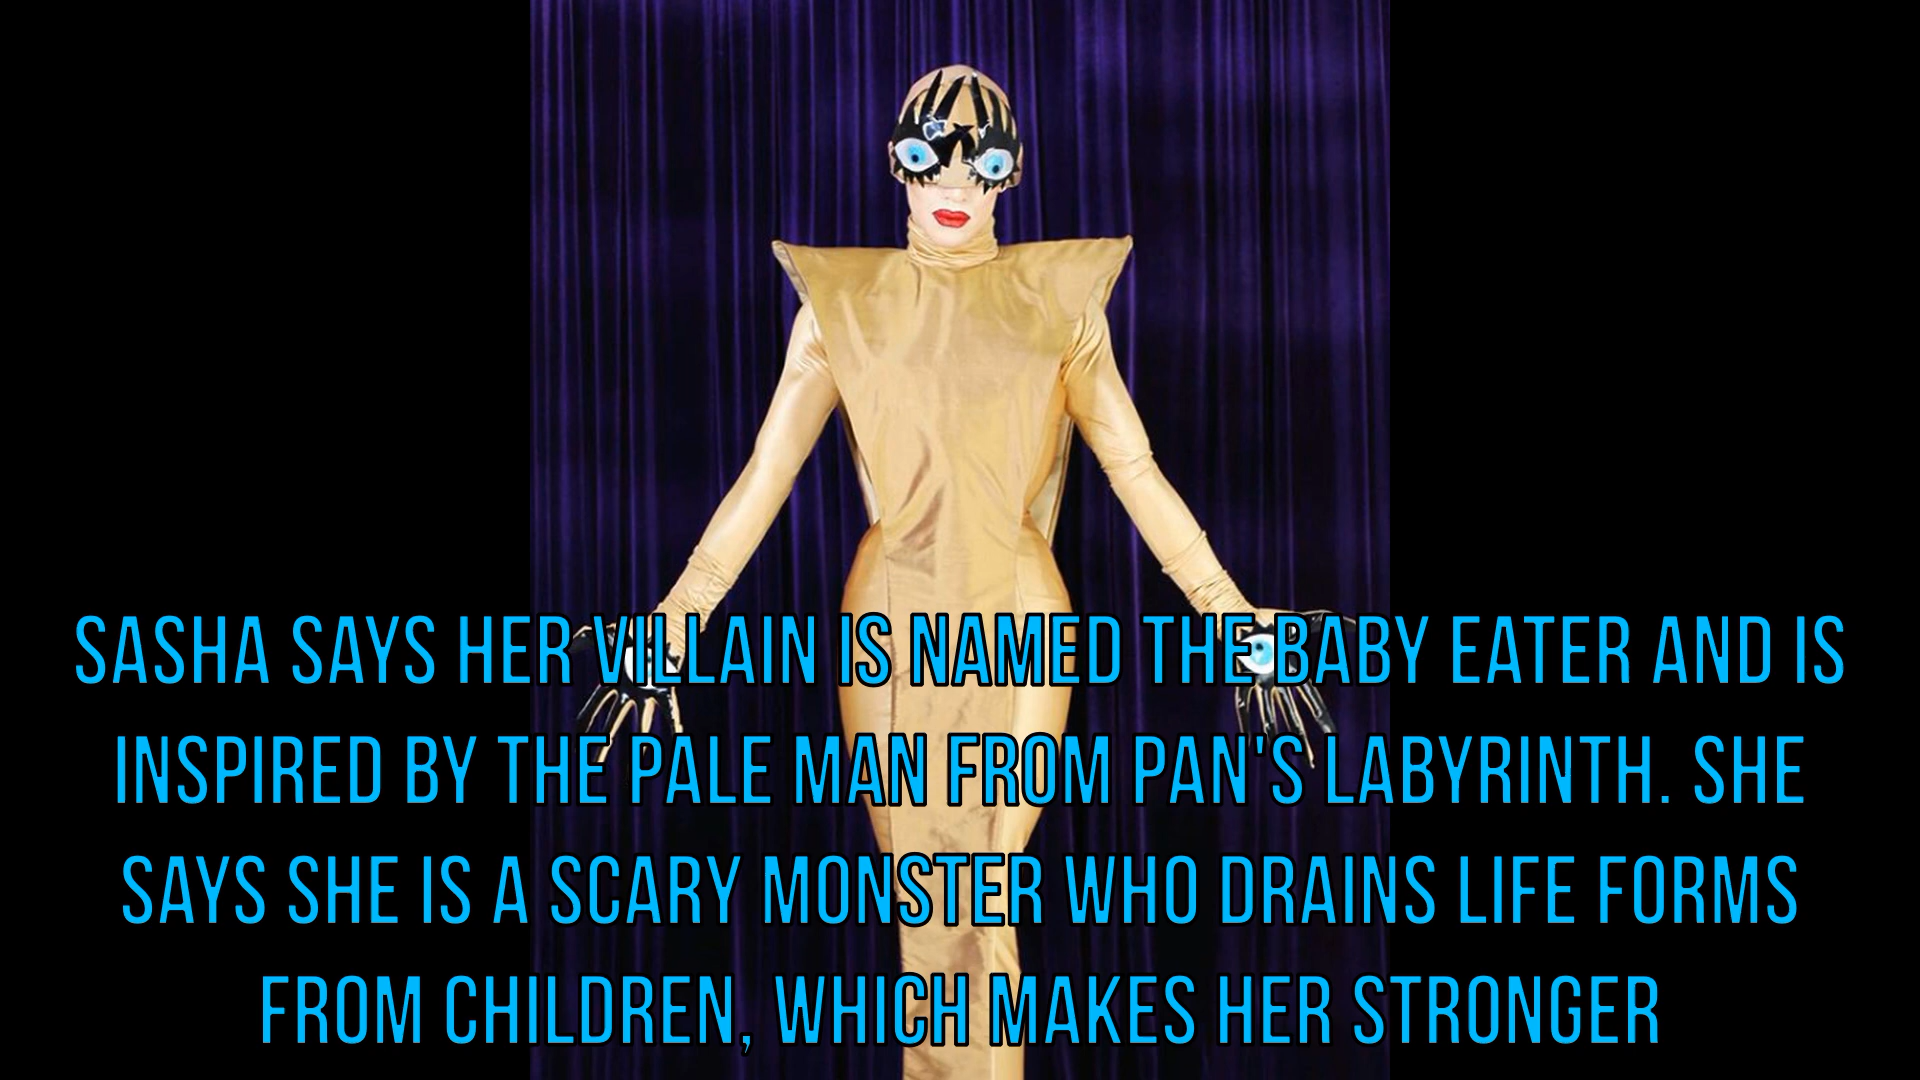 SASHA SAYS HER VILLAIN IS NAMED THE BABY EATER AND IS
INSPIRED BY THE PALE MAN FROM PAN'S LABYRINTH. SHE
SAYS SHE IS A SCARY MONSTER WHO DRAINS LIFE FORMS
FROM CHILDREN, WHICH MAKES HER STRONGER